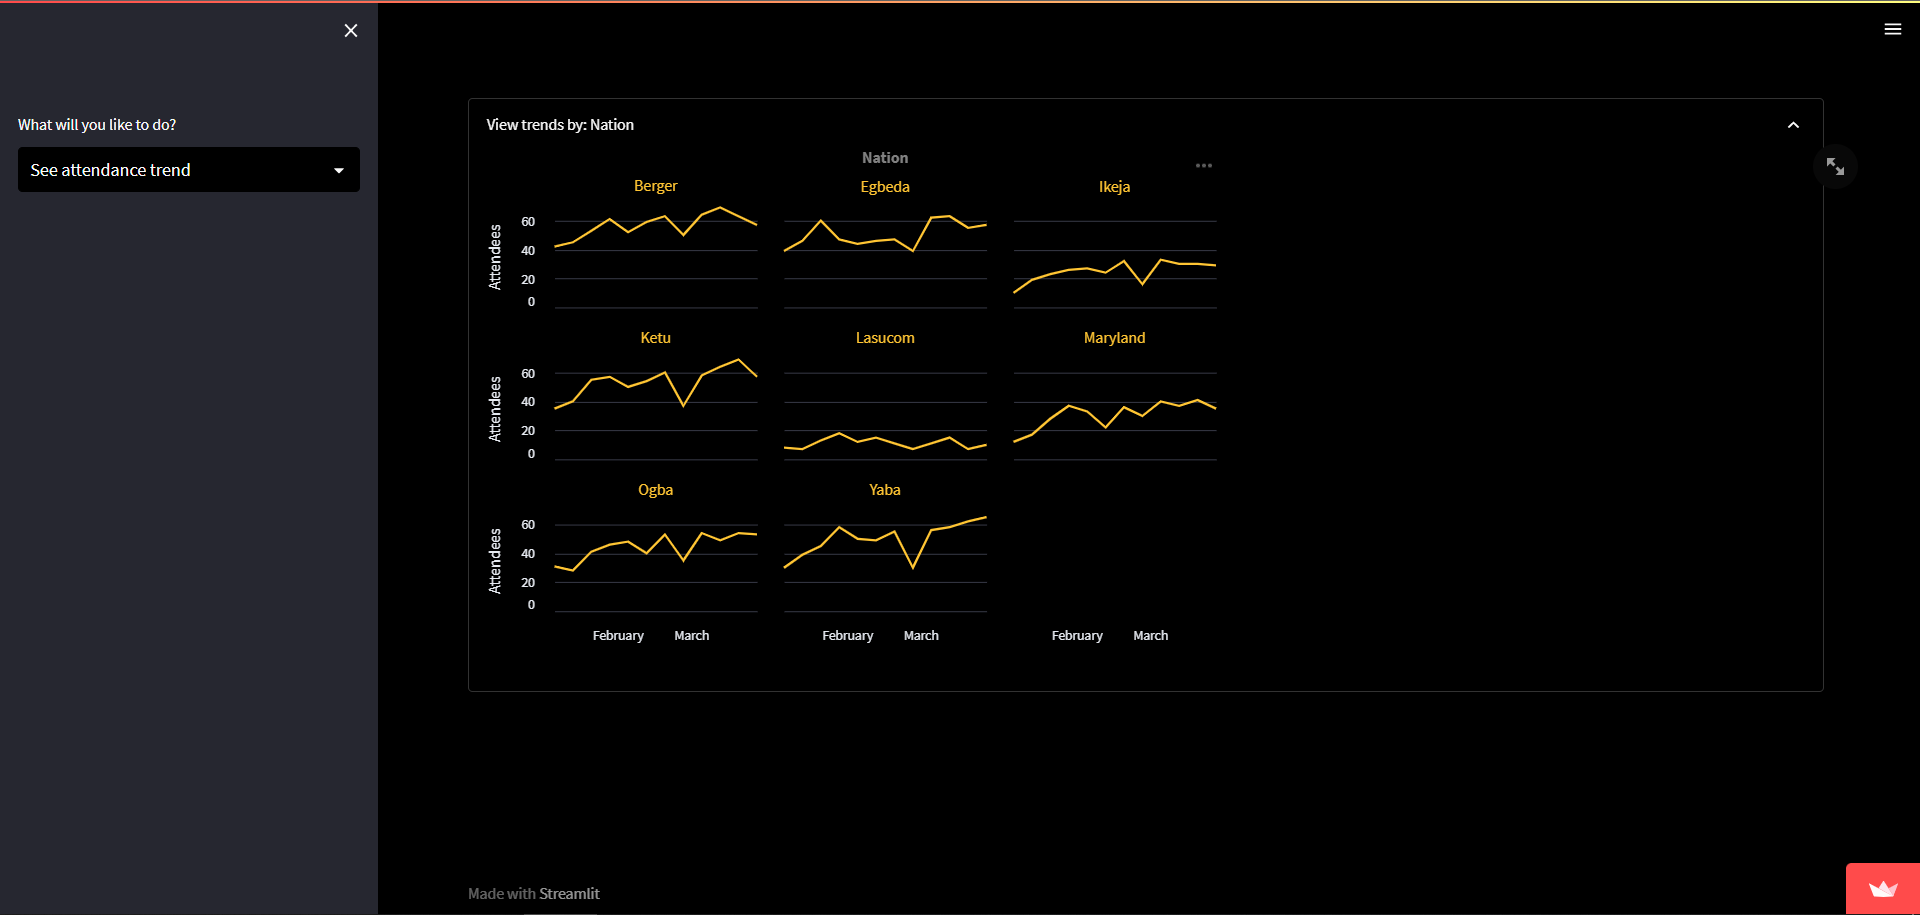 What will you like to do?
See attendance trend
View trends by: Nation
Nation
Berger
Egbeda
Ikeja
Attendees
60
40
20
0
Ketu
Lasucom
Maryland
Attendees
60
40
20
0
Ogba
Yaba
Attendees
60
40
20
0
February March February March February March
Made with Streamlit